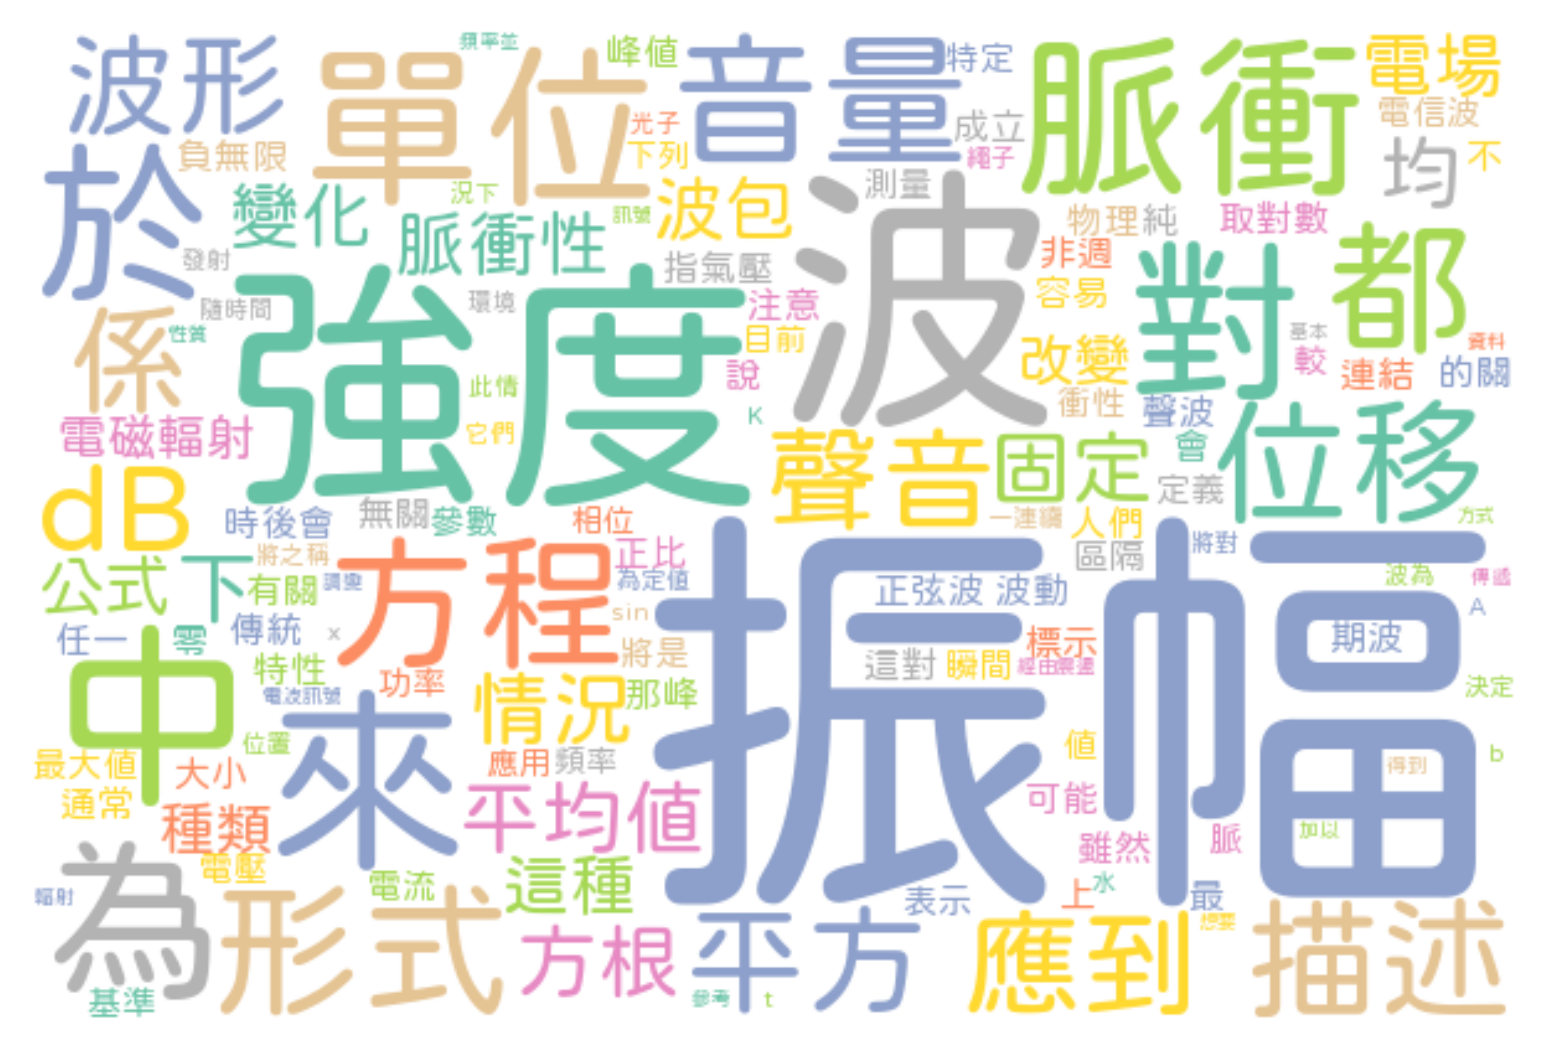 波形
單位
頻率並
峰值
音量
特定
脈衝
電場
負無限
光子
下列
成立
繩子
電信波
均
不
於
變化
況下
脈衝性
訊號
波包
測量
波
物理純
取對數
發射
指氣壓
非週
對
都
係
隨時間
性質
強度
環境
注意
目前
容易
改變
基本
較
資料
連結
的關
電磁輻射
此情
它們
說
K
衝性
聲波
會
位移
dB
時後會
無關
參數
相位
聲音
固定
定義
一連續
人們
方式
公式
下
將之稱
有關
調變
方程
正比
為定值
振幅
正弦波
波動
區隔
將對
波為
傳遞
A
任一
零
傳統
x
sin
將是
這對
瞬間
標示
經由震盪
期波
中
特性
電波訊號
功率
情況
那峰
決定
位置
來
最大值
大小
通常
種類
應用
頻率
平均值
值
可能
b
得到
加以
雖然
脈
電壓
為
輻射
形式
電流
這種
表示
上
水
最
想要
基準
方根
平方
參考
t
應到
描述